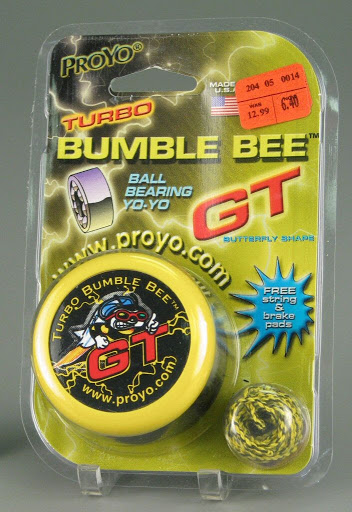 PROYO®
MADE
U.S.A.
204 05 0014
WAS
12.99
6.40
TURBO
BUMBLE BEE™
GT
BALL
BEARING
YO-YO
BUTTERFLY SHAPE
www.proyo.com
FREE
string
&
brake
pads
TURBO BUMBLE BEE™
GT
www.proyo.com